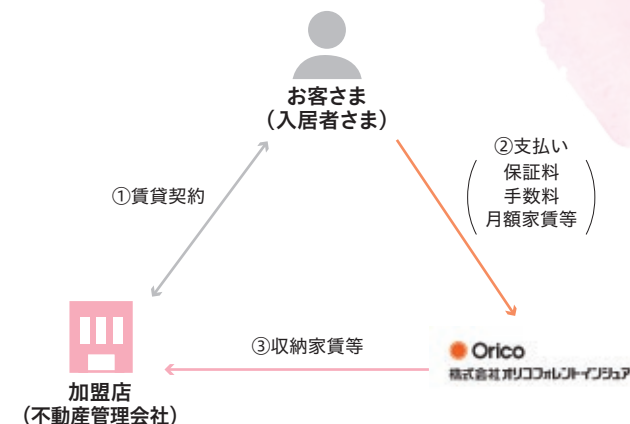 お客さま
（入居者さま）
②支払い
保証料
手数料
月額家賃等
①賃貸契約
③収納家賃等
Orico
株式会社オリコフォレントインシュア
加盟店
（不動産管理会社）